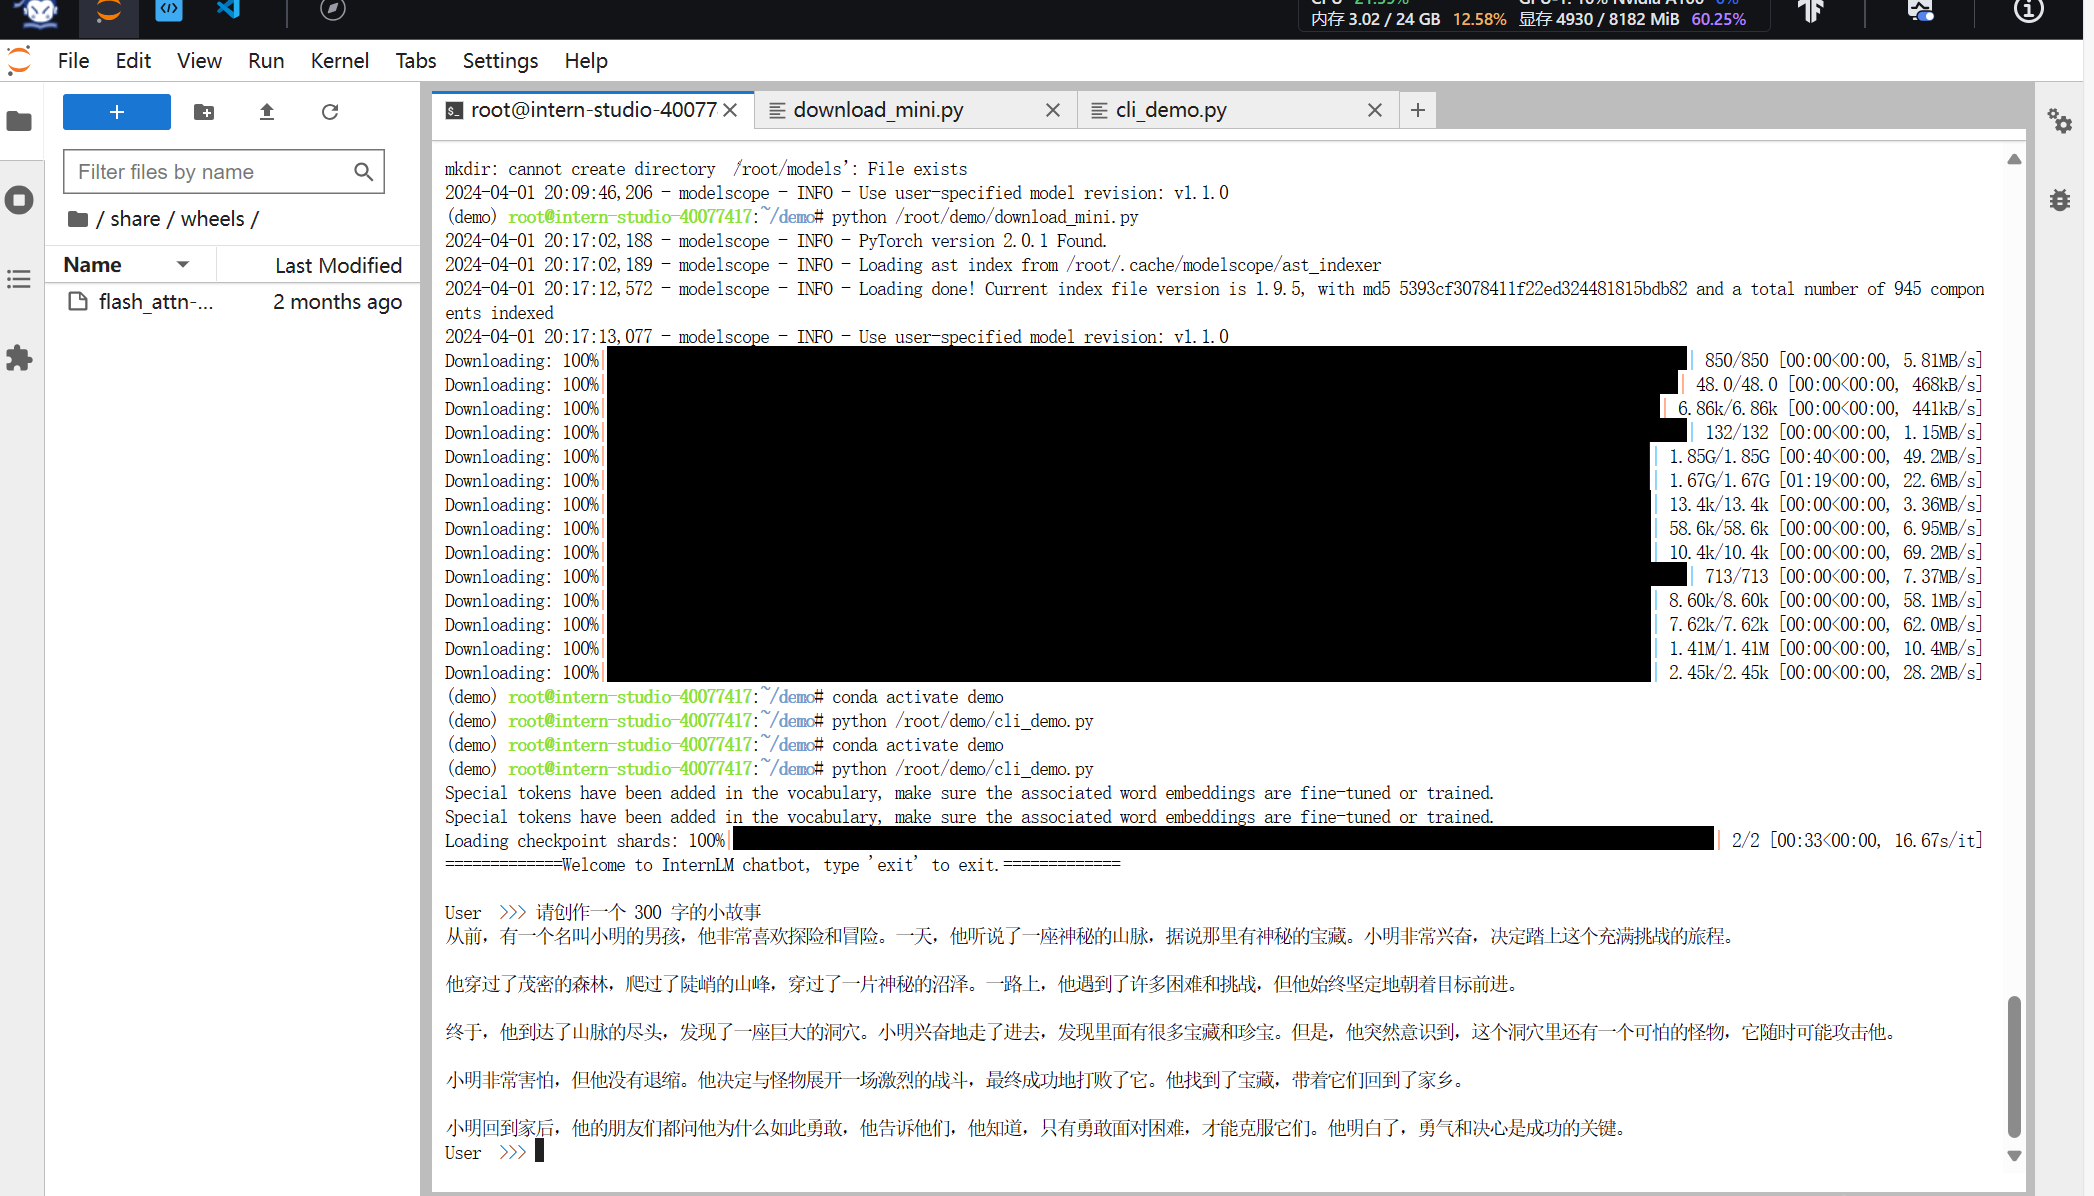 内存 3.02 / 24 GB 12.58% 显存 4930 / 8182 MiB 60.25%
File Edit View Run Kernel Tabs Settings Help
root@intern-studio-40077 download_mini.py cli_demo.py
Filter files by name
/ share / wheels /
Name Last Modified
flash_attn-... 2 months ago
mkdir: cannot create directory ‘/root/models’: File exists
2024-04-01 20:09:46,206 - modelscope - INFO - Use user-specified model revision: v1.1.0
(demo) root@intern-studio-40077417:~/demo# python /root/demo/download_mini.py
2024-04-01 20:17:02,188 - modelscope - INFO - PyTorch version 2.0.1 Found.
2024-04-01 20:17:02,189 - modelscope - INFO - Loading ast index from /root/.cache/modelscope/ast_indexer
2024-04-01 20:17:12,572 - modelscope - INFO - Loading done! Current index file version is 1.9.5, with md5 5393cf3078411f22ed324481815bdb82 and a total number of 945 compon
ents indexed
2024-04-01 20:17:13,077 - modelscope - INFO - Use user-specified model revision: v1.1.0
Downloading: 100%| | 850/850 [00:00<00:00, 5.81MB/s]
Downloading: 100%| | 48.0/48.0 [00:00<00:00, 468kB/s]
Downloading: 100%| | 6.86k/6.86k [00:00<00:00, 441kB/s]
Downloading: 100%| | 132/132 [00:00<00:00, 1.15MB/s]
Downloading: 100%| | 1.85G/1.85G [00:40<00:00, 49.2MB/s]
Downloading: 100%| | 1.67G/1.67G [01:19<00:00, 22.6MB/s]
Downloading: 100%| | 13.4k/13.4k [00:00<00:00, 3.36MB/s]
Downloading: 100%| | 58.6k/58.6k [00:00<00:00, 6.95MB/s]
Downloading: 100%| | 10.4k/10.4k [00:00<00:00, 69.2MB/s]
Downloading: 100%| | 713/713 [00:00<00:00, 7.37MB/s]
Downloading: 100%| | 8.60k/8.60k [00:00<00:00, 58.1MB/s]
Downloading: 100%| | 7.62k/7.62k [00:00<00:00, 62.0MB/s]
Downloading: 100%| | 1.41M/1.41M [00:00<00:00, 10.4MB/s]
Downloading: 100%| | 2.45k/2.45k [00:00<00:00, 28.2MB/s]
(demo) root@intern-studio-40077417:~/demo# conda activate demo
(demo) root@intern-studio-40077417:~/demo# python /root/demo/cli_demo.py
(demo) root@intern-studio-40077417:~/demo# conda activate demo
(demo) root@intern-studio-40077417:~/demo# python /root/demo/cli_demo.py
Special tokens have been added in the vocabulary, make sure the associated word embeddings are fine-tuned or trained.
Special tokens have been added in the vocabulary, make sure the associated word embeddings are fine-tuned or trained.
Loading checkpoint shards: 100%| | 2/2 [00:33<00:00, 16.67s/it]
=============Welcome to InternLM chatbot, type 'exit' to exit.=============
User >>> 请创作一个 300 字的小故事
从前，有一个名叫小明的男孩，他非常喜欢探险和冒险。一天，他听说了一座神秘的山脉，据说那里有神秘的宝藏。小明非常兴奋，决定踏上这个充满挑战的旅程。
他穿过了茂密的森林，爬过了陡峭的山峰，穿过了一片神秘的沼泽。一路上，他遇到了许多困难和挑战，但他始终坚定地朝着目标前进。
终于，他到达了山脉的尽头，发现了一座巨大的洞穴。小明兴奋地走了进去，发现里面有很多宝藏和珍宝。但是，他突然意识到，这个洞穴里还有一个可怕的怪物，它随时可能攻击他。
小明非常害怕，但他没有退缩。他决定与怪物展开一场激烈的战斗，最终成功地打败了它。他找到了宝藏，带着它们回到了家乡。
小明回到家后，他的朋友们都问他为什么如此勇敢，他告诉他们，他知道，只有勇敢面对困难，才能克服它们。他明白了，勇气和决心是成功的关键。
User >>>